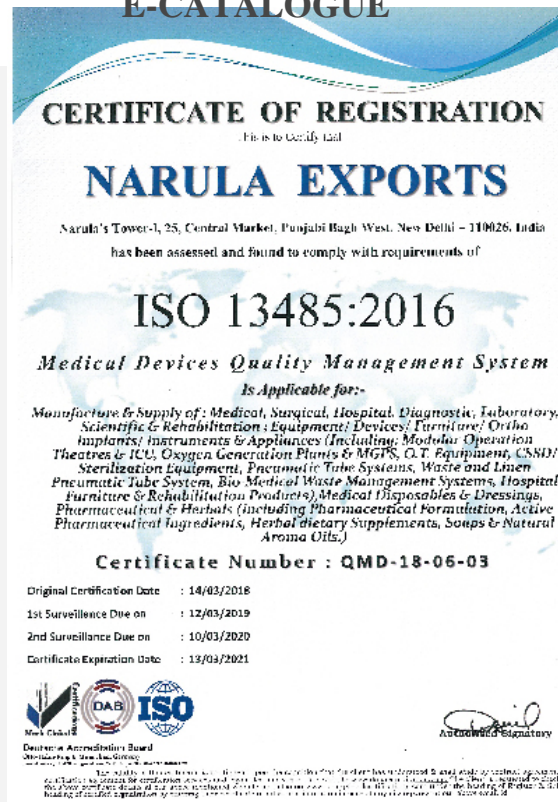 E-CATALOGUE
CERTIFICATE OF REGISTRATION
This is to Certify that
NARULA EXPORTS
Narula's Tower-1, 25, Central Market, Punjabi Bagh West, New Delhi – 110026, India
has been assessed and found to comply with requirements of
ISO 13485:2016
Medical Devices Quality Management System
Is Applicable for:-
Manufacture & Supply of : Medical, Surgical, Hospital, Diagnostic, Laboratory,
Scientific & Rehabilitation : Equipment/ Devices/ Furniture/ Ortho
Implants/ Instruments & Appliances (Including: Modular Operation
Theatres & ICU, Oxygen Generation Plants & MGPS, O.T. Equipment, CSSD/
Sterilization Equipment, Pneumatic Tube Systems, Waste and Linen
Pneumatic Tube System, Bio Medical Waste Management Systems, Hospital
Furniture & Rehabilitation Products), Medical Disposables & Dressings,
Pharmaceutical & Herbals (including Pharmaceutical Formulation, Active
Pharmaceutical Ingredients, Herbal dietary Supplements, Soaps & Natural
Aroma Oils.)
Certificate Number : QMD-18-06-03
Original Certification Date : 14/03/2018
1st Surveillence Due on : 12/03/2019
2nd Surveillance Due on : 10/03/2020
Certificate Expiration Date : 13/03/2021
Certifications
DAB
ISO
Authorised Signatory
Deutsche Accreditation Board